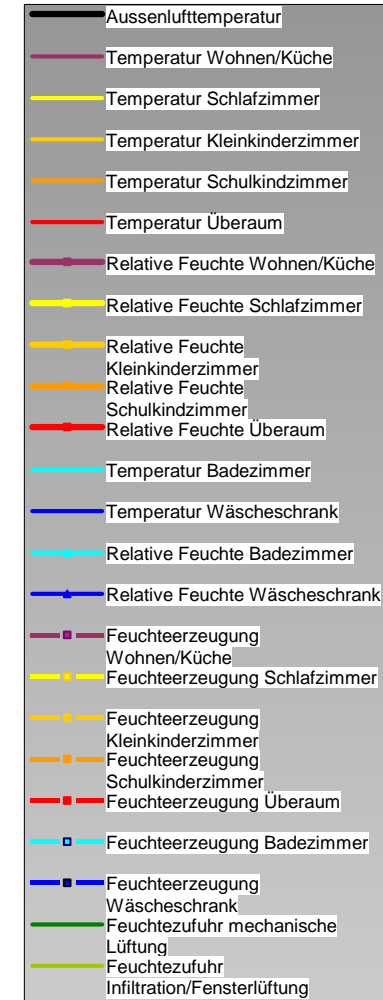 Aussenlufttemperatur
Temperatur Wohnen/Küche
Temperatur Schlafzimmer
Temperatur Kleinkinderzimmer
Temperatur Schulkindzimmer
Temperatur Überaum
Relative Feuchte Wohnen/Küche
Relative Feuchte Schlafzimmer
Relative Feuchte
Kleinkinderzimmer
Relative Feuchte
Schulkindzimmer
Relative Feuchte Überaum
Temperatur Badezimmer
Temperatur Wäscheschrank
Relative Feuchte Badezimmer
Relative Feuchte Wäscheschrank
Feuchteerzeugung
Wohnen/Küche
Feuchteerzeugung Schlafzimmer
Feuchteerzeugung
Kleinkinderzimmer
Feuchteerzeugung
Schulkinderzimmer
Feuchteerzeugung Überaum
Feuchteerzeugung Badezimmer
Feuchteerzeugung
Wäscheschrank
Feuchtezufuhr mechanische
Lüftung
Feuchtezufuhr
Infiltration/Fensterlüftung